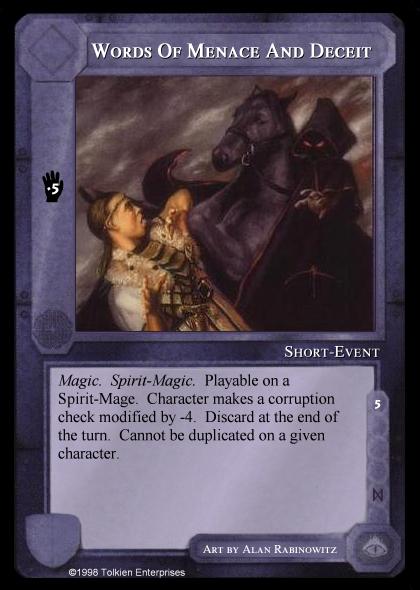 WORDS OF MENACE AND DECEIT
.5
SHORT-EVENT
Magic. Spirit-Magic. Playable on a
Spirit-Mage. Character makes a corruption
check modified by -4. Discard at the end of
the turn. Cannot be duplicated on a given
character.
5
ART BY ALAN RABINOWITZ
©1998 Tolkien Enterprises